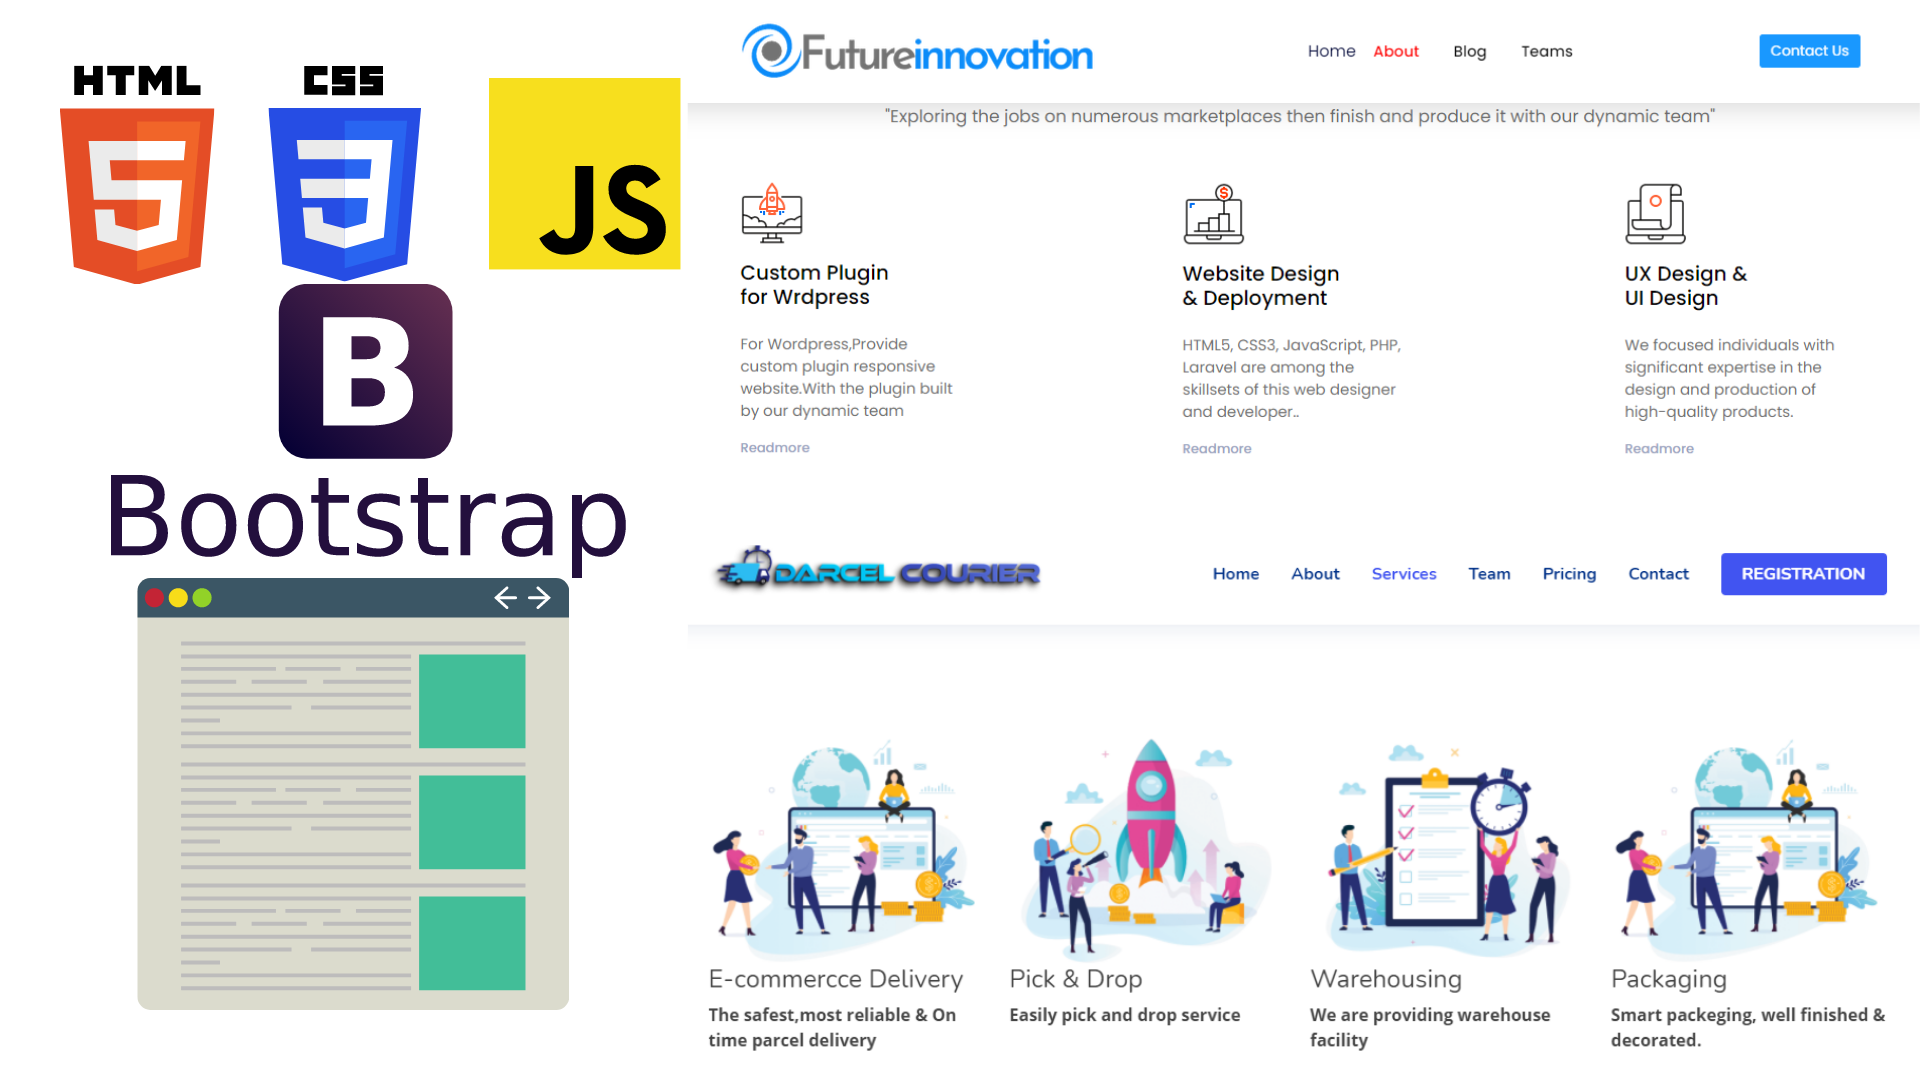 HTML
CSS
JS
B
Bootstrap
Futureinnovation
Home About Blog Teams
Contact Us
"Exploring the jobs on numerous marketplaces then finish and produce it with our dynamic team"
Custom Plugin
for Wrdpress
For Wordpress,Provide
custom plugin responsive
website.With the plugin built
by our dynamic team
Readmore
Website Design
& Deployment
HTML5, CSS3, JavaScript, PHP,
Laravel are among the
skillsets of this web designer
and developer..
Readmore
UX Design &
UI Design
We focused individuals with
significant expertise in the
design and production of
high-quality products.
Readmore
DARCEL COURIER
Home About Services Team Pricing Contact
REGISTRATION
E-commercce Delivery
The safest,most reliable & On
time parcel delivery
Pick & Drop
Easily pick and drop service
Warehousing
We are providing warehouse
facility
Packaging
Smart packeging, well finished &
decorated.